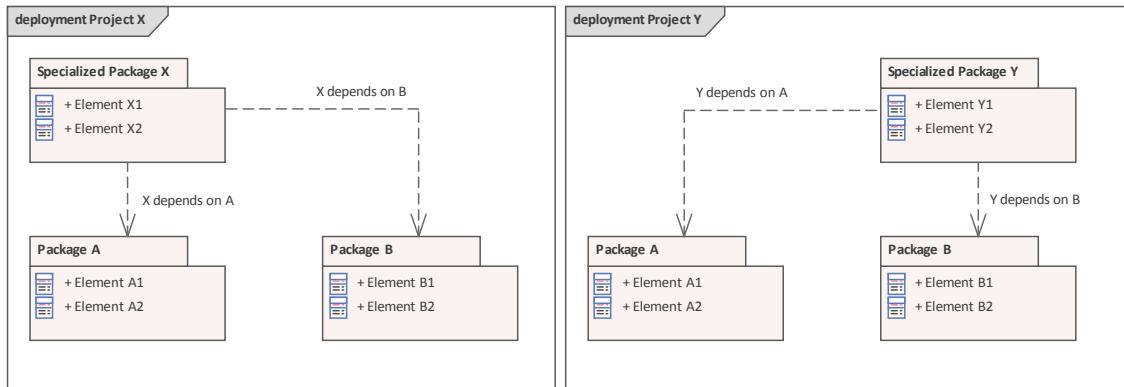 deployment Project X
Specialized Package X
+ Element X1
+ Element X2
X depends on B
X depends on A
Package A
+ Element A1
+ Element A2
Package B
+ Element B1
+ Element B2
deployment Project Y
Specialized Package Y
+ Element Y1
+ Element Y2
Y depends on A
Y depends on B
Package A
+ Element A1
+ Element A2
Package B
+ Element B1
+ Element B2